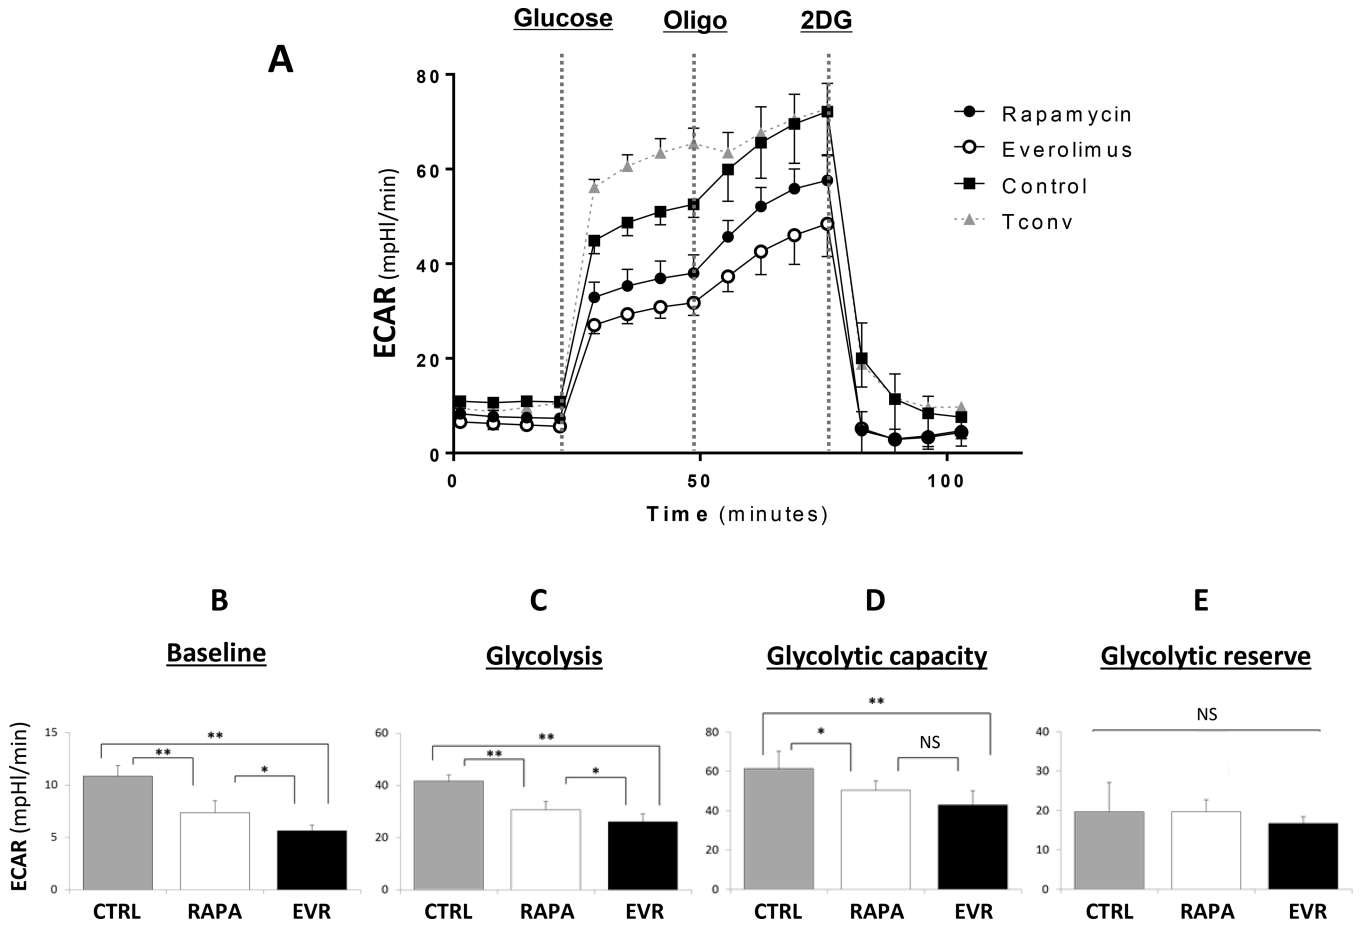 Glucose Oligo 2DG
A
80
60
40
20
0
ECAR (mpHI/min)
0 50 100
Time (minutes)
Rapamycin
Everolimus
Control
Tconv
B C D E
Baseline Glycolysis Glycolytic capacity Glycolytic reserve
ECAR (mpHI/min)
15
10
5
0
**
**
*
CTRL RAPA EVR
60
40
20
0
**
**
*
CTRL RAPA EVR
80
60
40
20
0
**
*
NS
CTRL RAPA EVR
40
30
20
10
0
NS
CTRL RAPA EVR